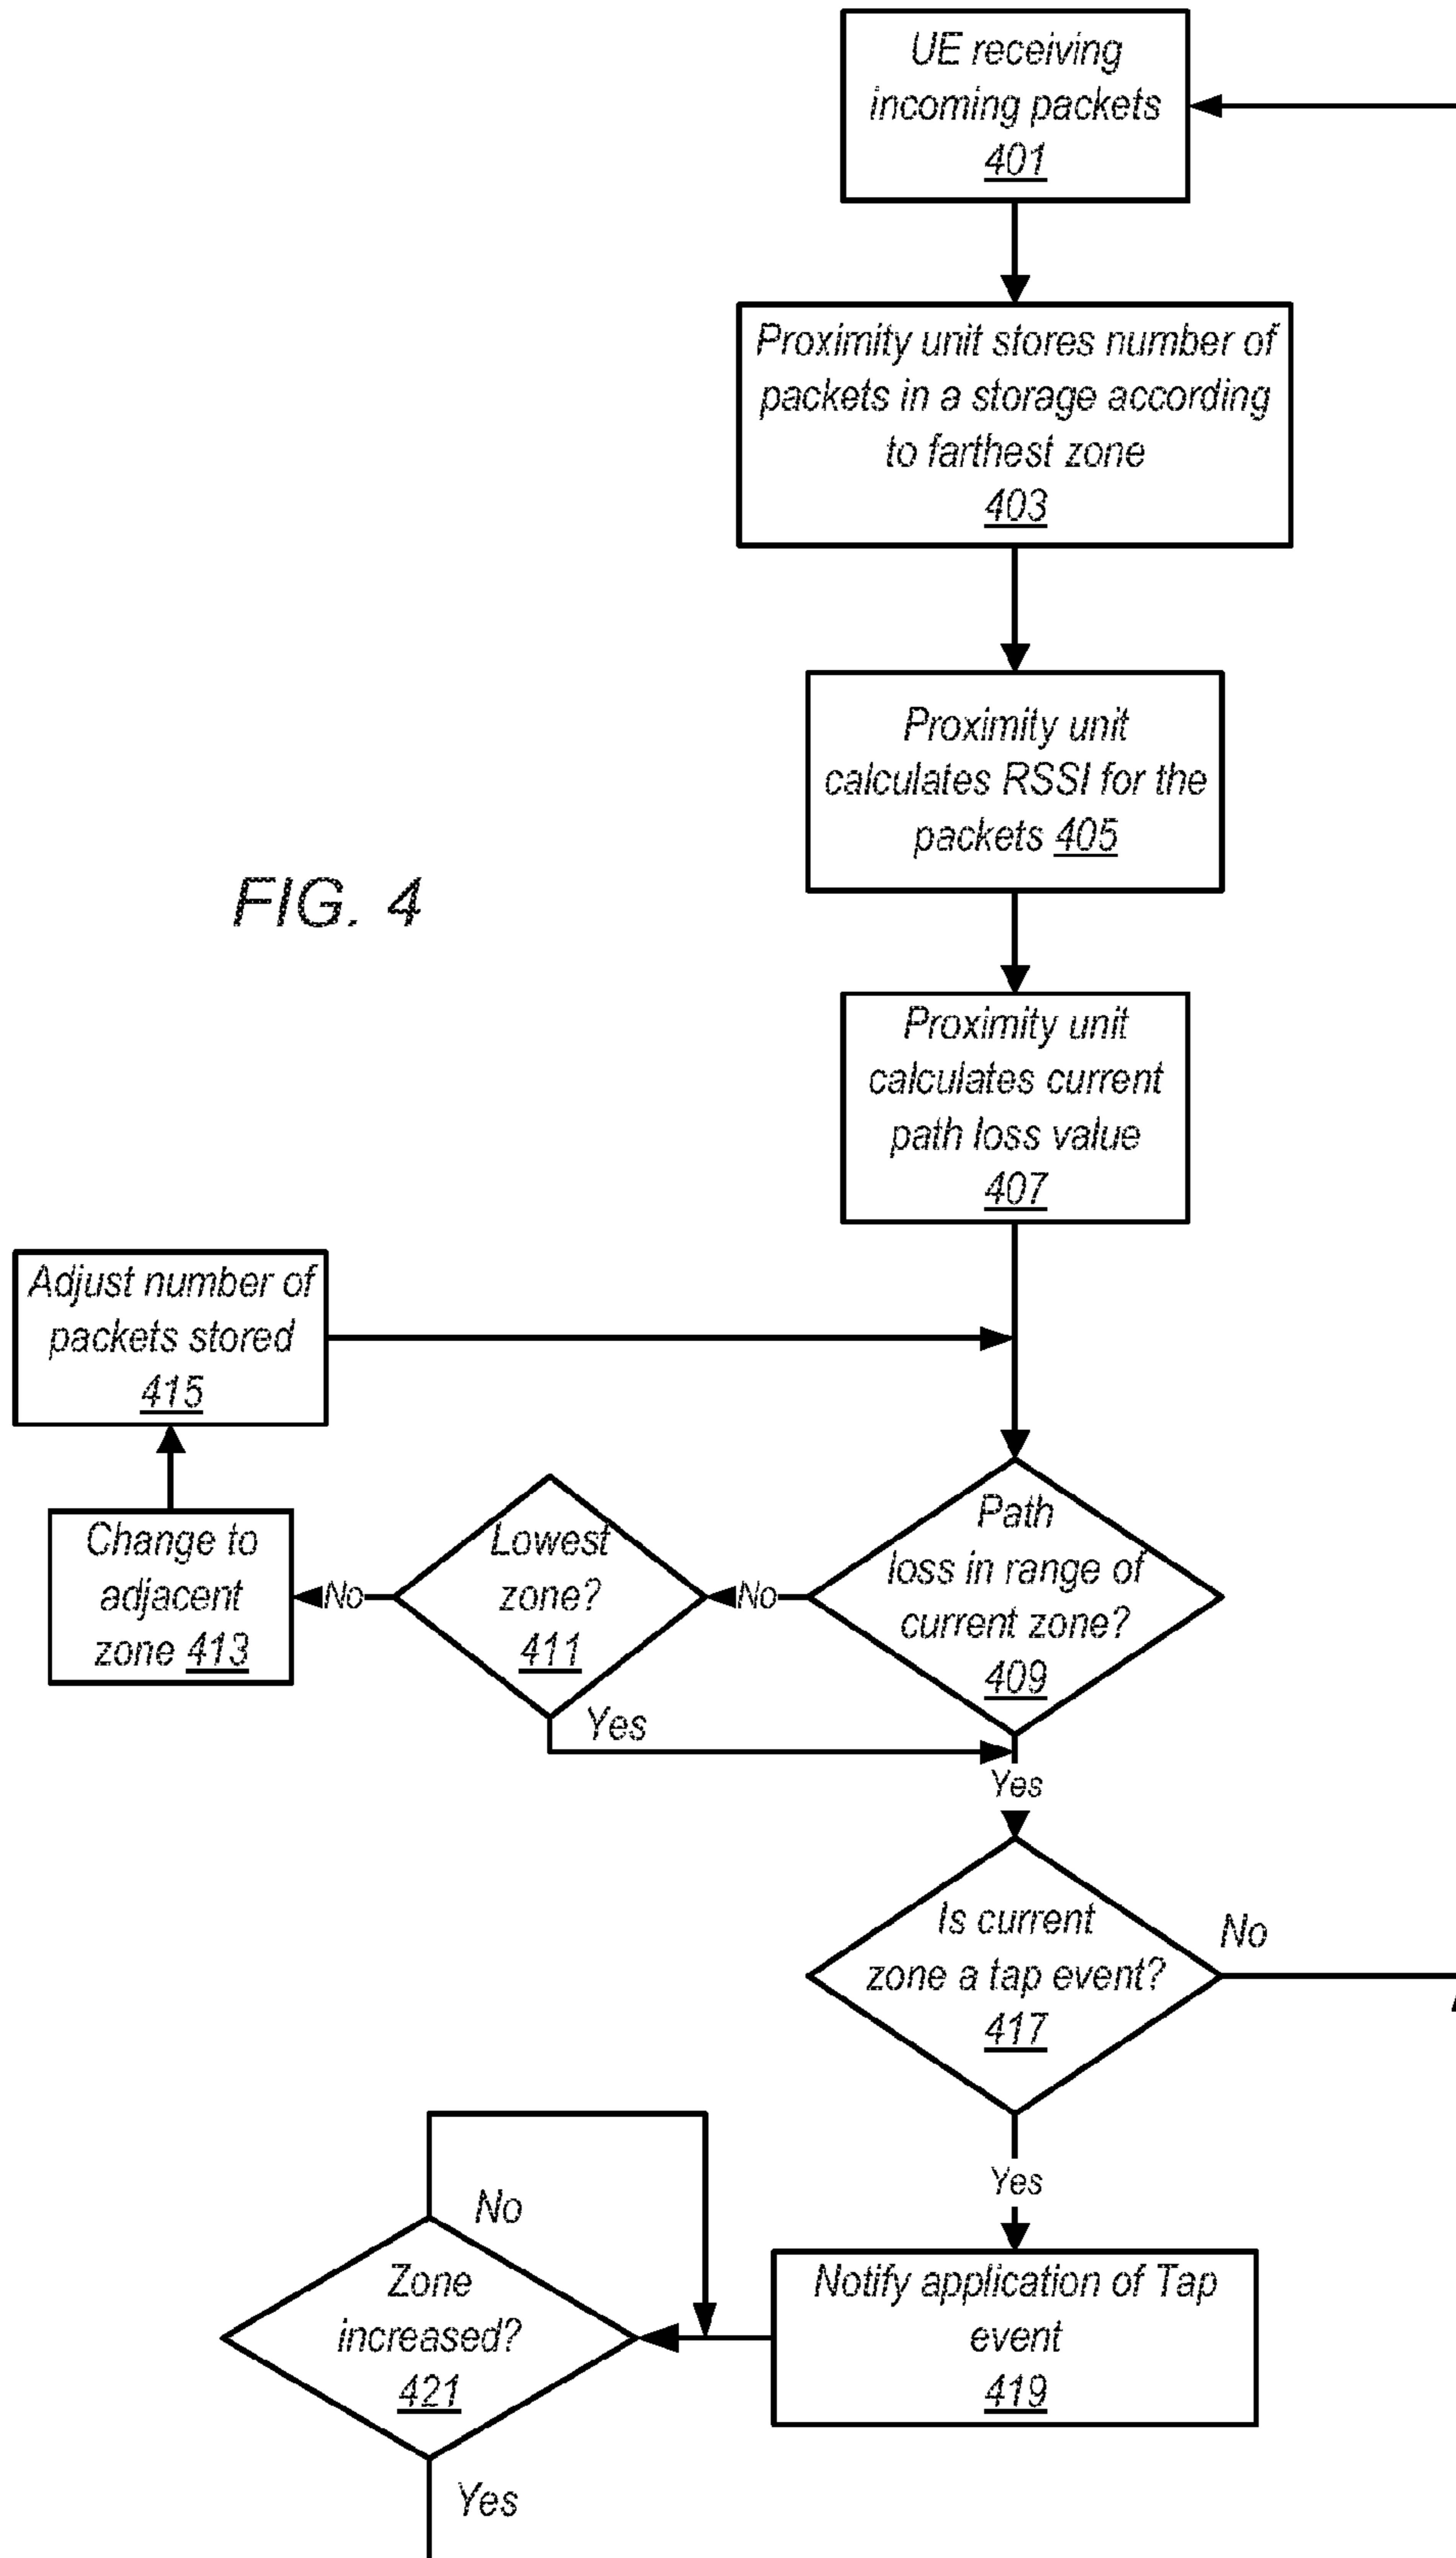 UE receiving
incoming packets
401
Proximity unit stores number of
packets in a storage according
to farthest zone
403
Proximity unit
calculates RSSI for the
packets 405
FIG. 4
Proximity unit
calculates current
path loss value
407
Adjust number of
packets stored
415
Change to
adjacent
zone 413
No
Lowest
zone?
411
No
Path
loss in range of
current zone?
409
Yes
Yes
Is current
zone a tap event?
417
No
Yes
Notify application of Tap
event
419
No
Zone
increased?
421
Yes